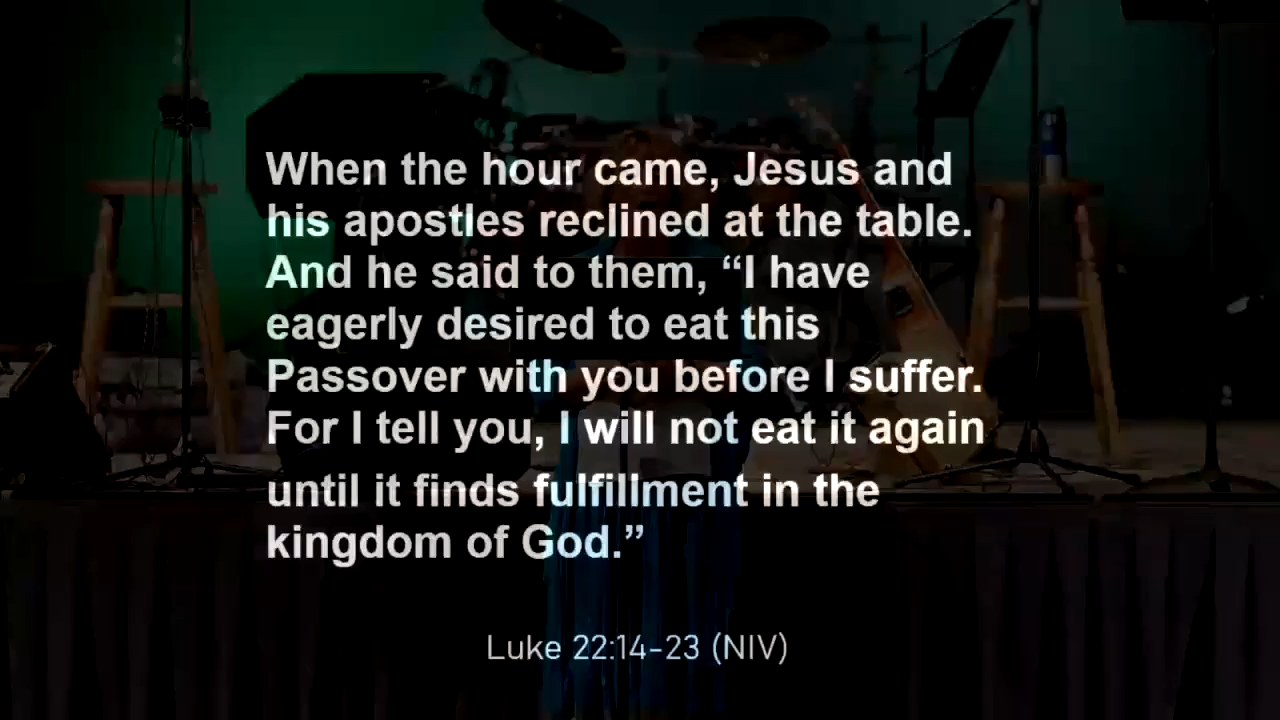 When the hour came, Jesus and
his apostles reclined at the table.
And he said to them, “I have
eagerly desired to eat this
Passover with you before I suffer.
For I tell you, I will not eat it again
until it finds fulfillment in the
kingdom of God.”
Luke 22:14-23 (NIV)